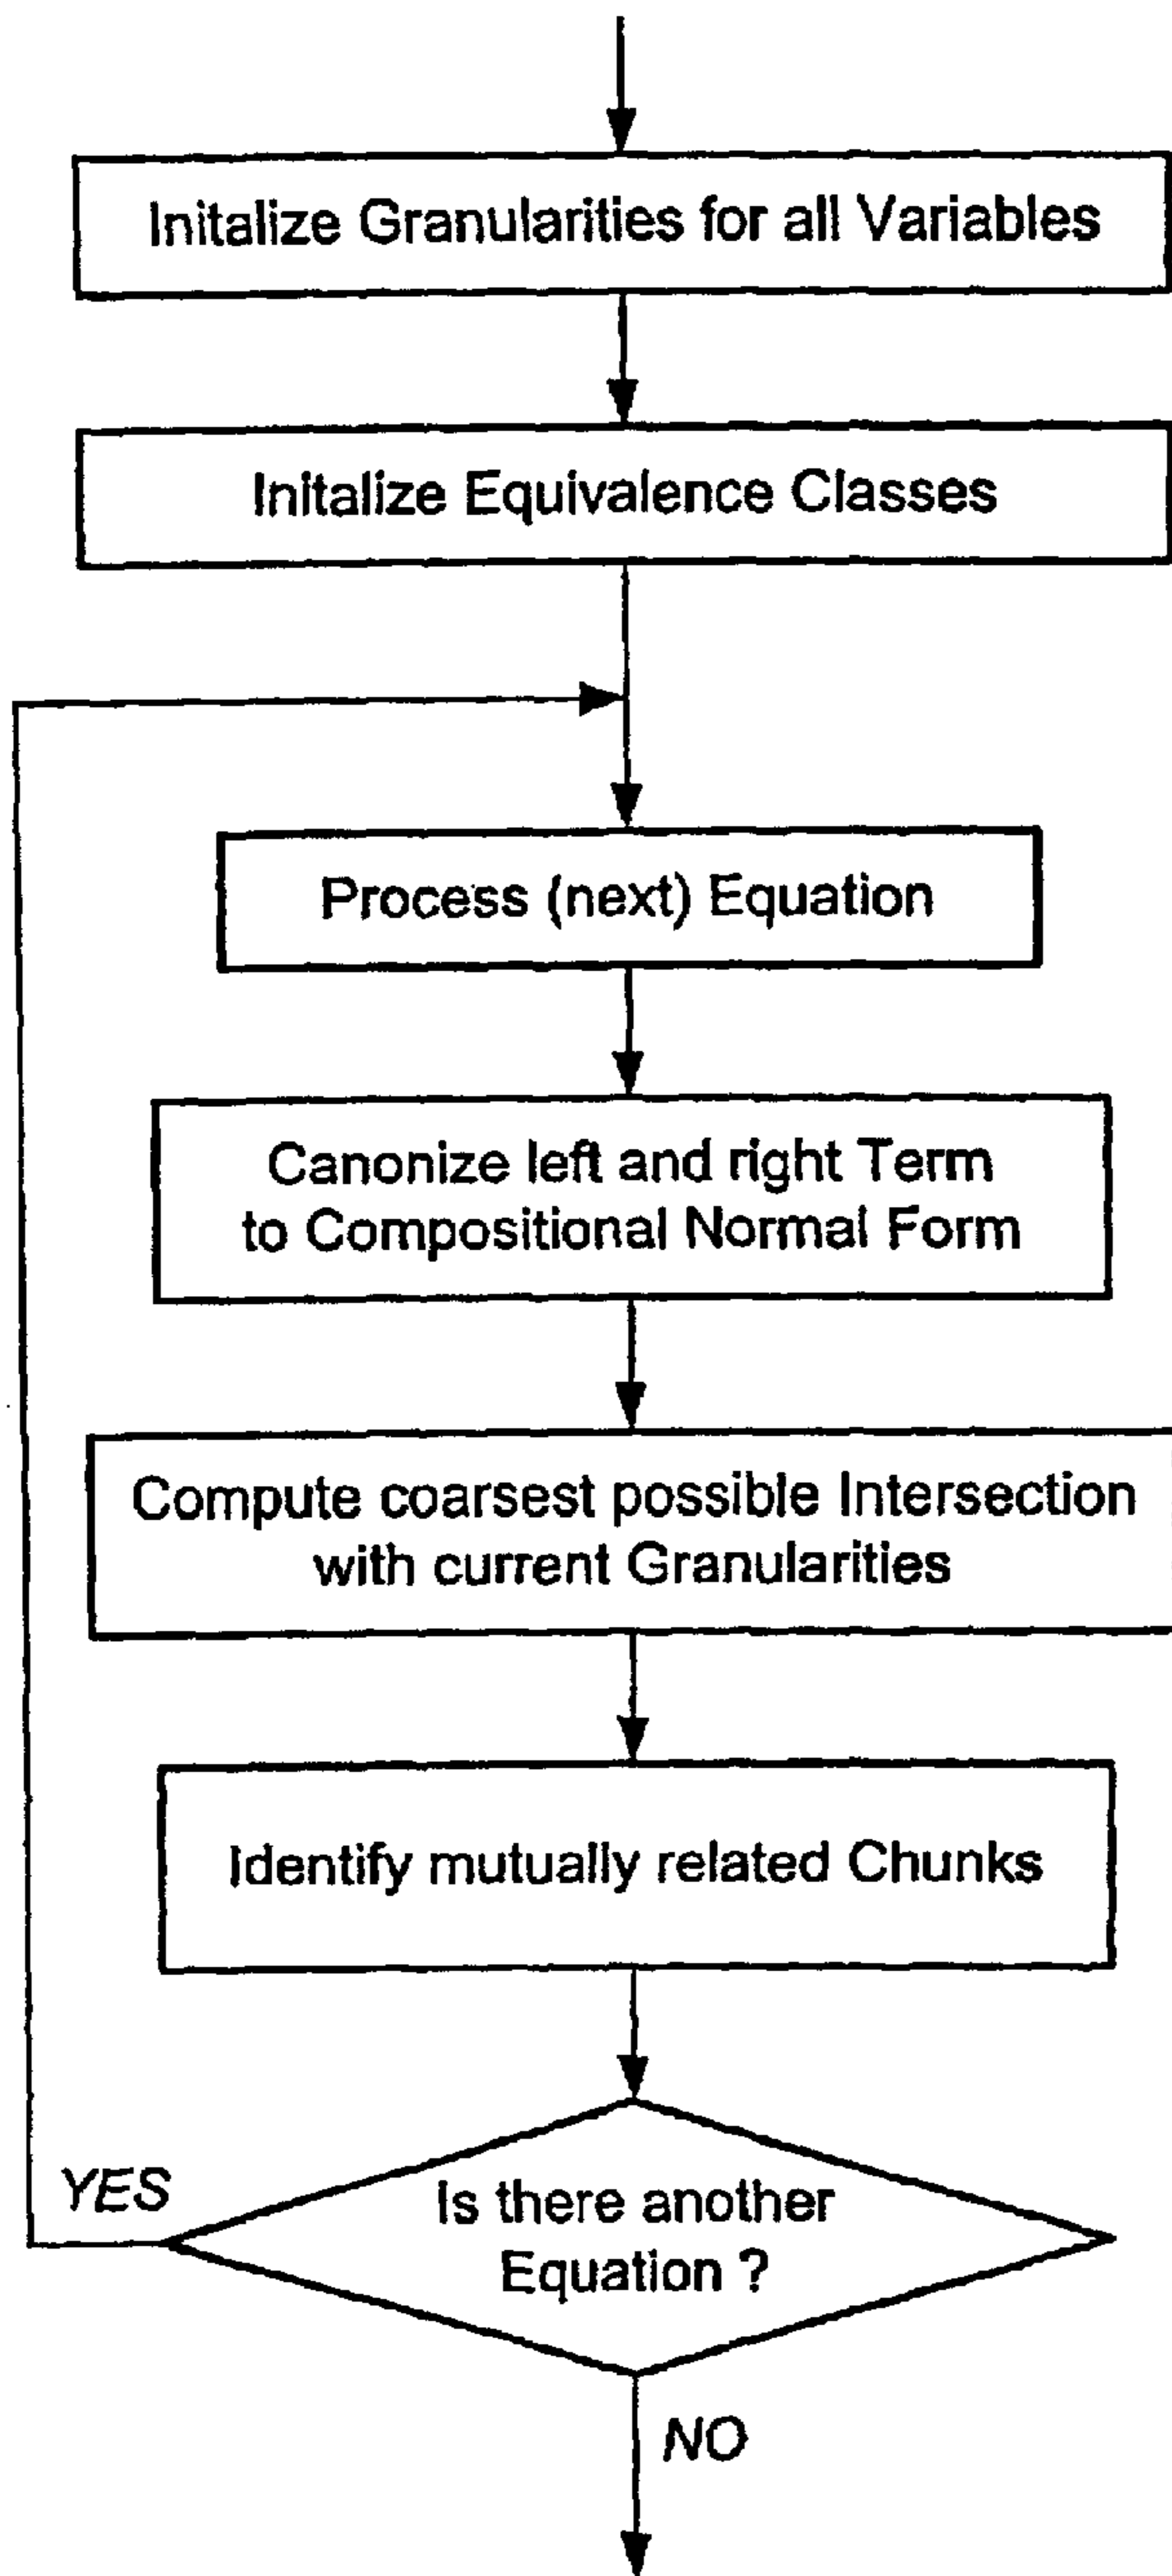 Initalize Granularities for all Variables
Initalize Equivalence Classes
Process (next) Equation
Canonize left and right Term
to Compositional Normal Form
Compute coarsest possible Intersection
with current Granularities
Identify mutually related Chunks
YES
Is there another
Equation ?
NO